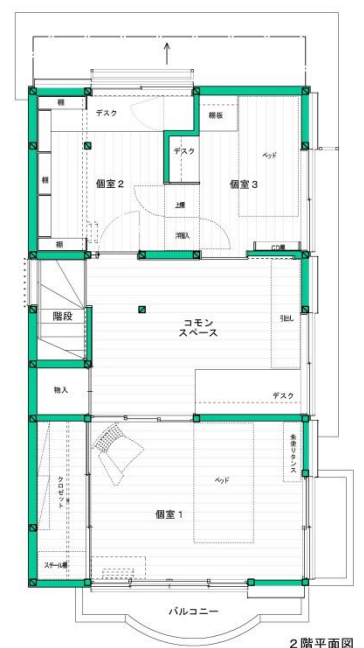 棚
デスク
棚板
デスク
ベッド
棚
個室2
個室3
上棚
洋服入
棚
CD棚
階段
コモン
スペース
引出し
物入
デスク
クロゼット
ベッド
個室1
スチール棚
バルコニー
2階平面図